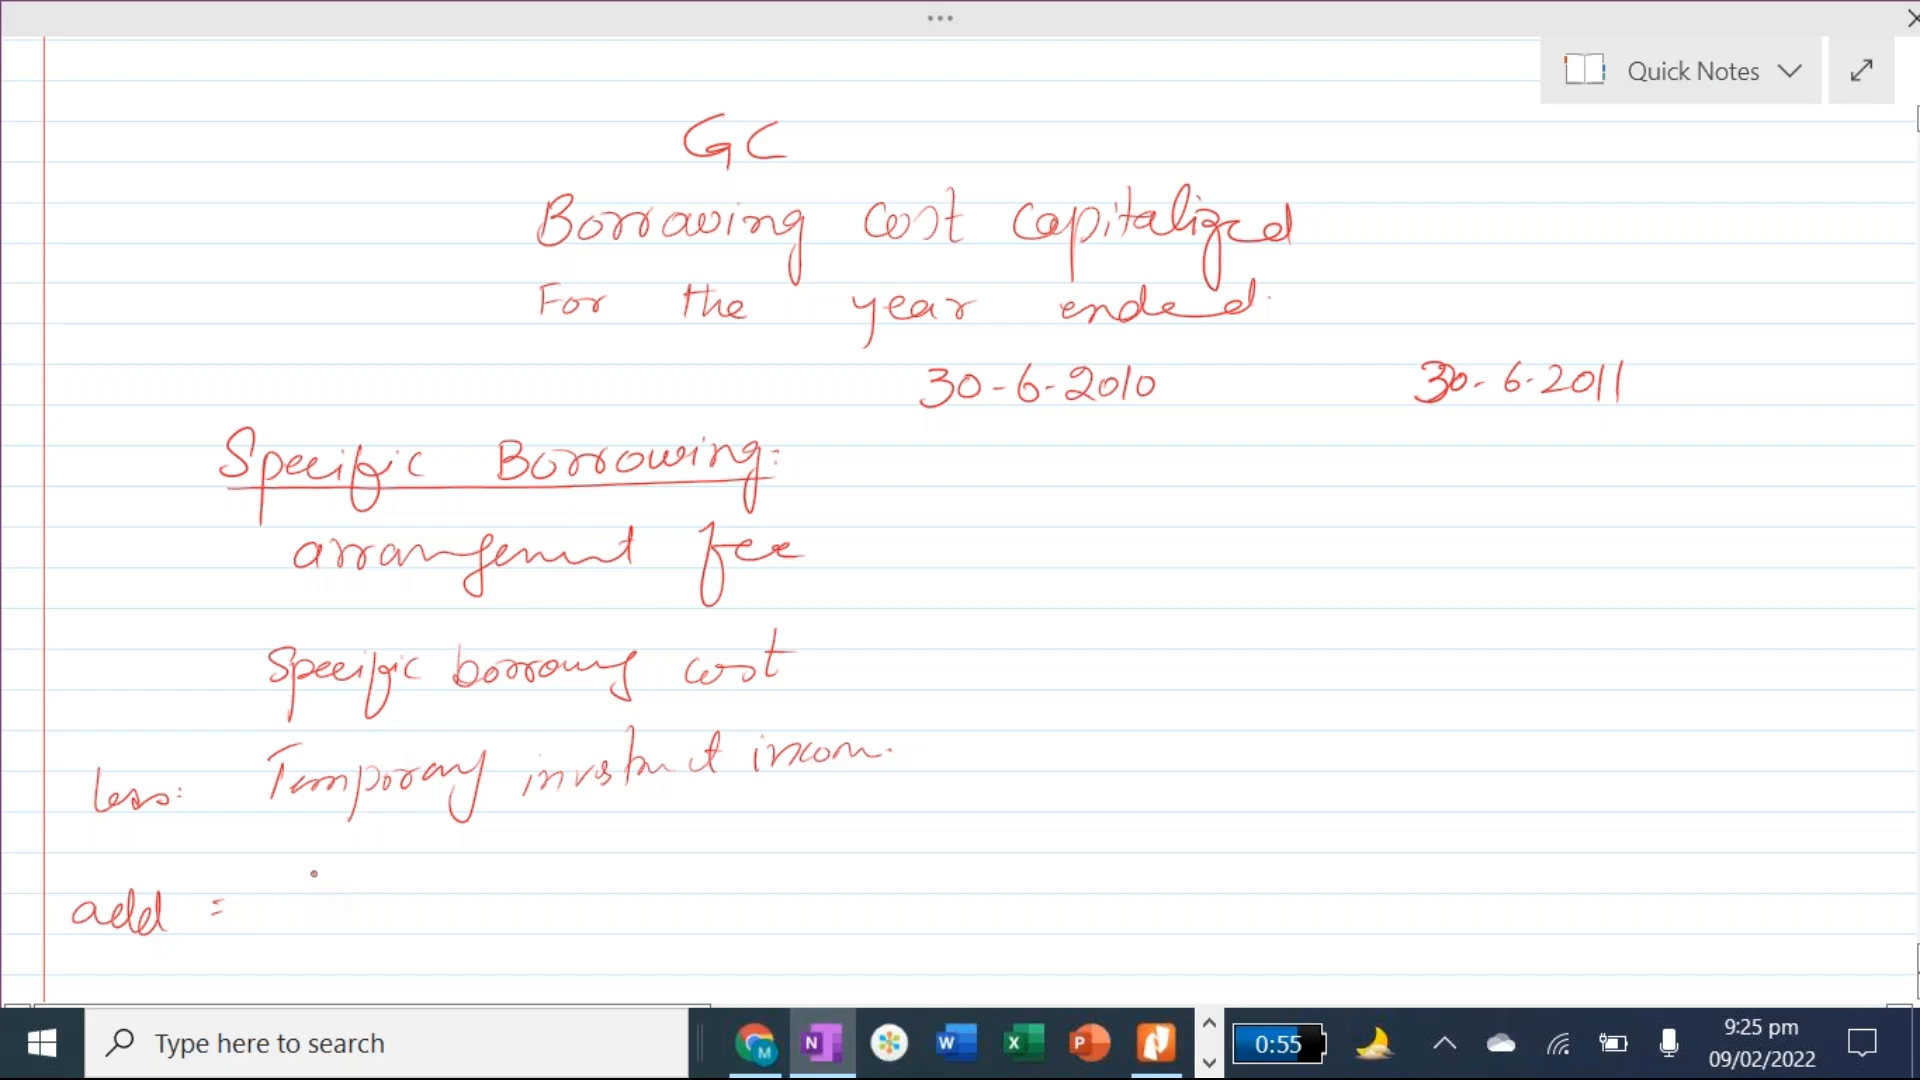 Quick Notes
GC
Borrowing cost capitalized
For the year ended.
30-6-2010 30-6-2011
Specific Borrowing:
arrangement fee
Specific borrowing cost
less: Temporary investment incom.
add =
Type here to search
0:55
9:25 pm
09/02/2022